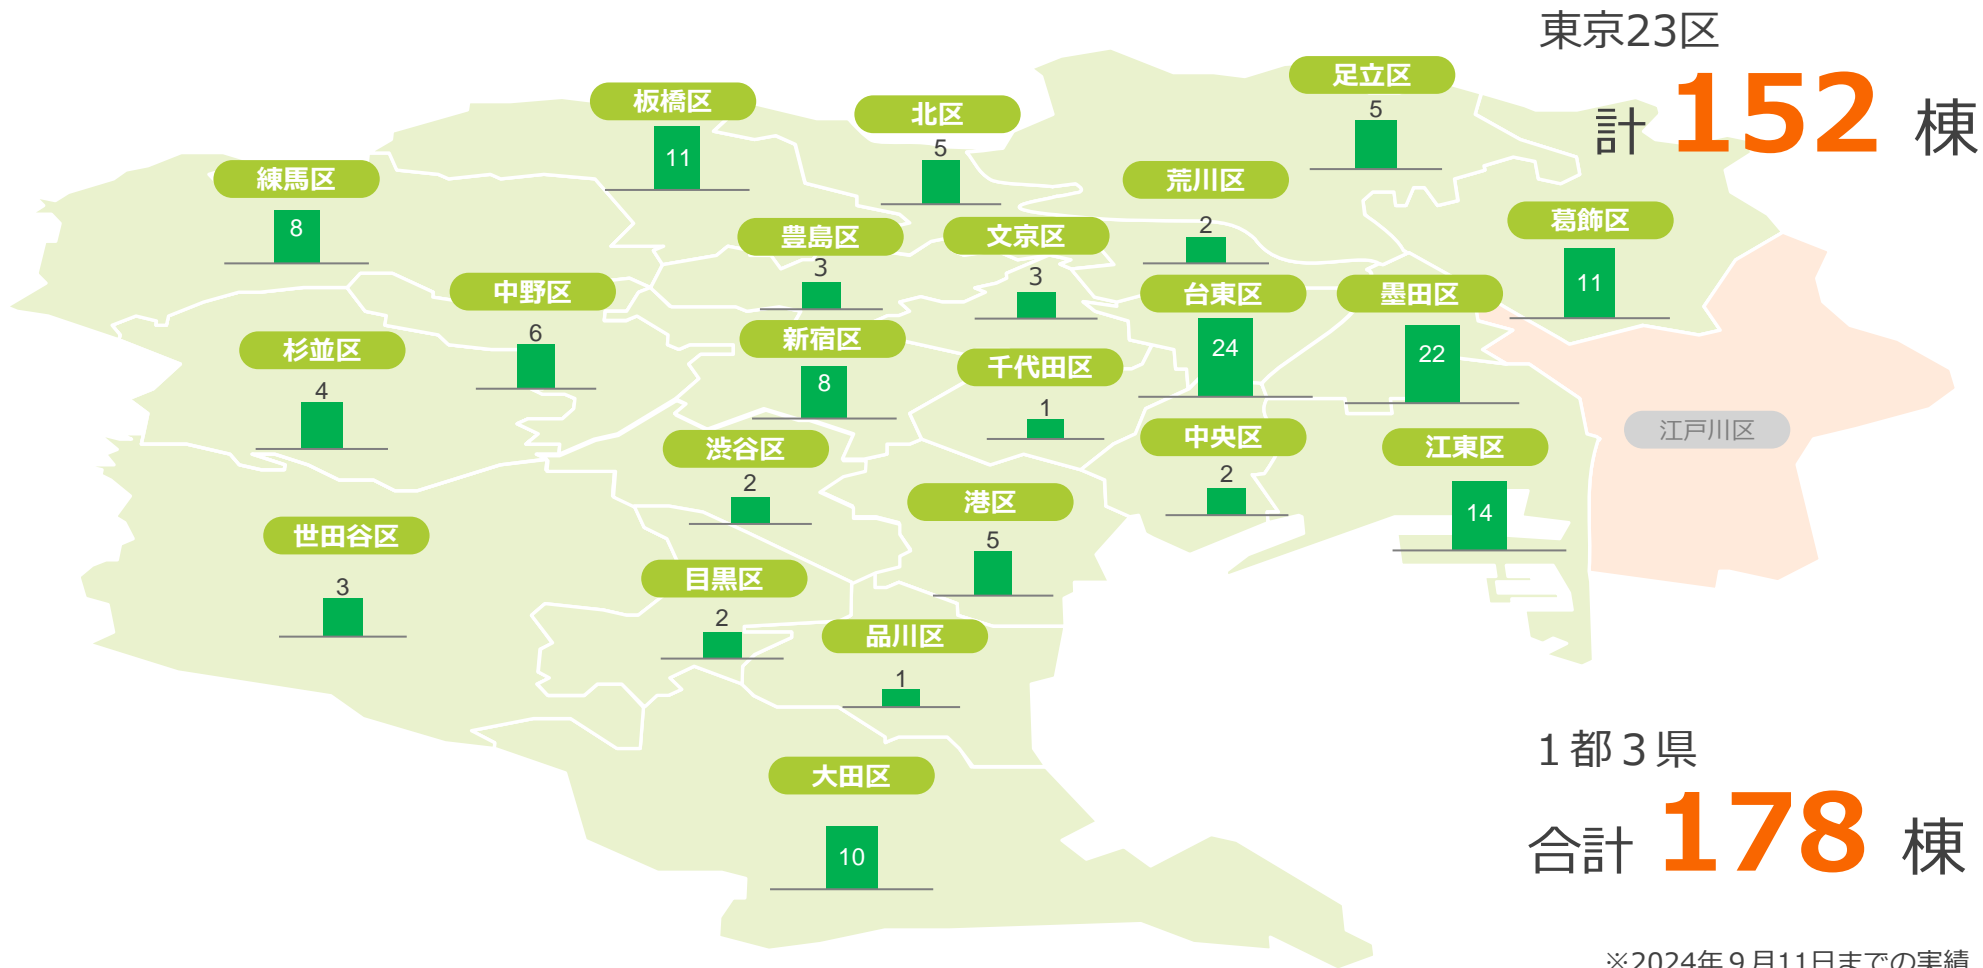 東京23区
計 152 棟
足立区
5
板橋区
11
北区
5
練馬区
8
荒川区
2
葛飾区
11
豊島区
3
文京区
3
中野区
6
台東区
24
墨田区
22
杉並区
4
新宿区
8
千代田区
1
江戸川区
渋谷区
2
中央区
2
江東区
14
港区
5
世田谷区
3
目黒区
2
品川区
1
大田区
10
１都３県
合計 178 棟
※2024年９月11日までの実績